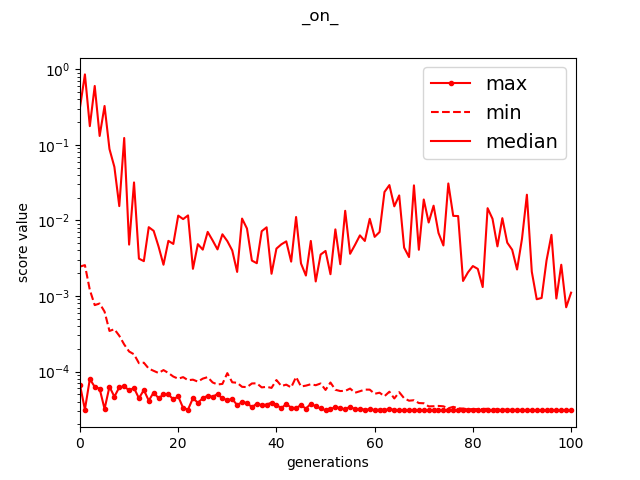 _on_
max
min
median
score value
10⁰
10⁻¹
10⁻²
10⁻³
10⁻⁴
0 20 40 60 80 100
generations